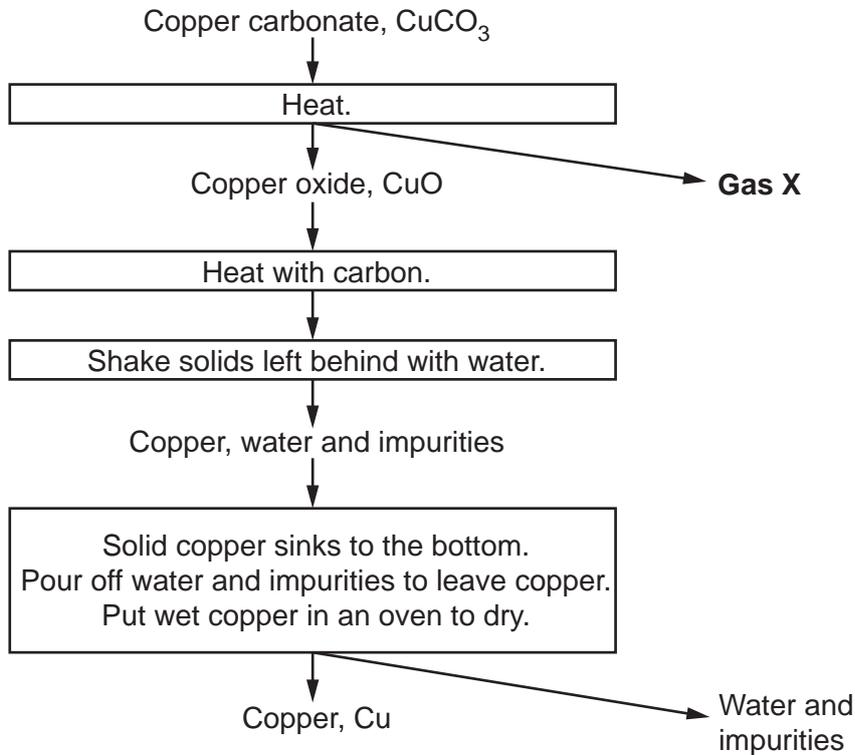 Copper carbonate, CuCO₃
Heat.
Copper oxide, CuO
Gas X
Heat with carbon.
Shake solids left behind with water.
Copper, water and impurities
Solid copper sinks to the bottom.
Pour off water and impurities to leave copper.
Put wet copper in an oven to dry.
Copper, Cu
Water and
impurities